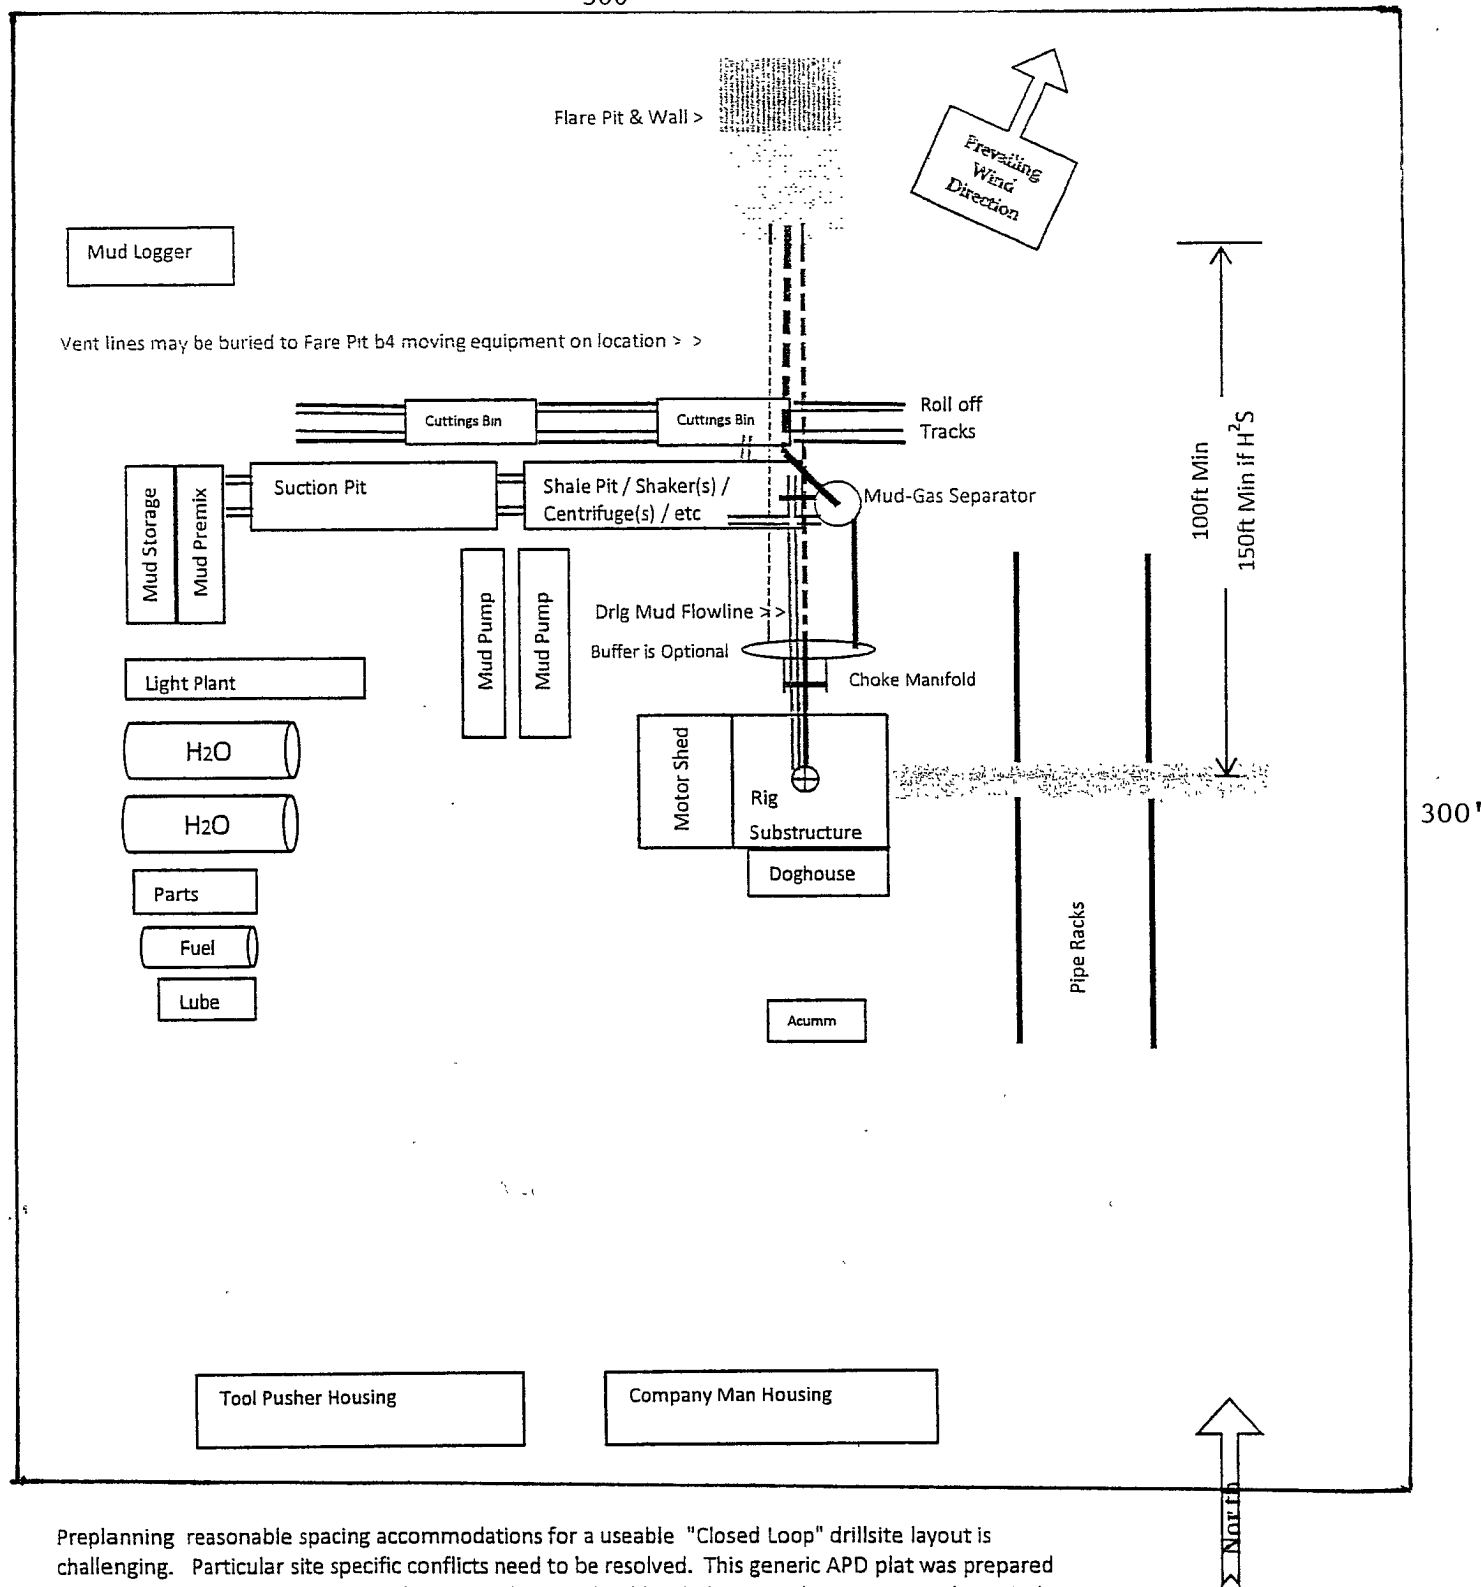 Flare Pit & Wall >
Prevailing
Wind
Direction
Mud Logger
Vent lines may be buried to Fare Pit b4 moving equipment on location > >
Cuttings Bin
Cuttings Bin
Roll off
Tracks
Mud Storage
Mud Premix
Suction Pit
Shale Pit / Shaker(s) /
Centrifuge(s) / etc
Mud-Gas Separator
100ft Min
150ft Min if H²S
Mud Pump
Mud Pump
Drlg Mud Flowline > >
Buffer is Optional
Choke Manifold
Light Plant
H2O
H2O
Motor Shed
Rig
Substructure
Doghouse
300'
Parts
Fuel
Lube
Pipe Racks
Acumm
Tool Pusher Housing
Company Man Housing
North
Preplanning reasonable spacing accommodations for a useable "Closed Loop" drillsite layout is
challenging. Particular site specific conflicts need to be resolved. This generic APD plat was prepared